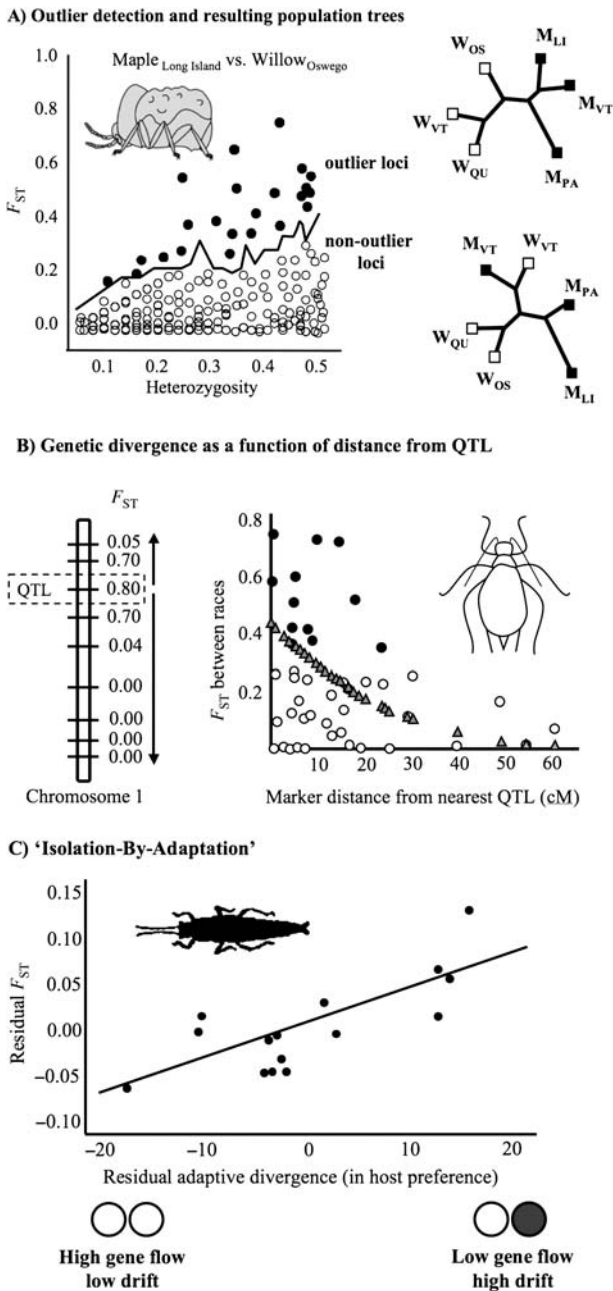 A) Outlier detection and resulting population trees
Maple Long Island vs. Willow Oswego
FST
1.0
0.8
0.6
0.4
0.2
0.0
outlier loci
non-outlier
loci
0.1 0.2 0.3 0.4 0.5
Heterozygosity
WOS
MLI
MVT
WVT
WQU
MPA
MVT
WVT
MPA
WQU
WOS
MLI
B) Genetic divergence as a function of distance from QTL
FST
0.05
0.70
QTL
0.80
0.70
0.04
0.00
0.00
0.00
0.00
Chromosome 1
FST between races
0.8
0.6
0.4
0.2
10 20 30 40 50 60
Marker distance from nearest QTL (cM)
C) ‘Isolation-By-Adaptation’
Residual FST
0.15
0.10
0.05
0.00
−0.05
−0.10
−20 −10 0 10 20
Residual adaptive divergence (in host preference)
High gene flow
low drift
Low gene flow
high drift